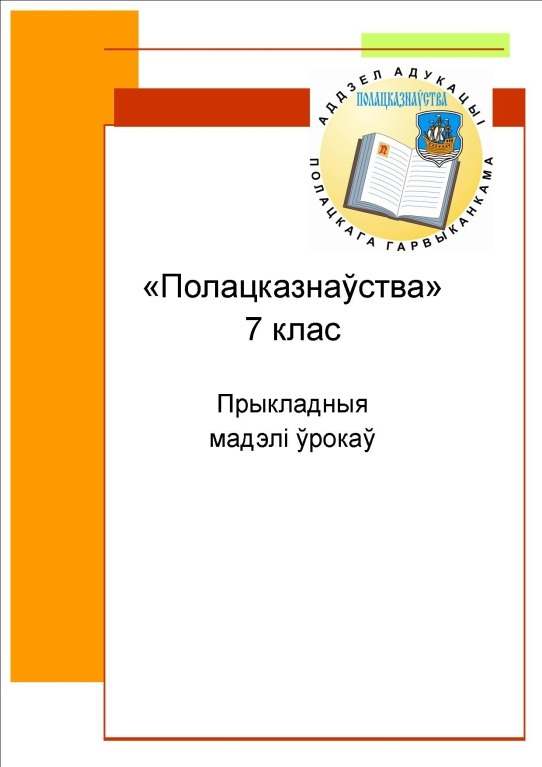 АДДЗЕЛ АДУКАЦЫІ
ПОЛАЦКАЗНАЎСТВА
П
ПОЛАЦКАГА ГАРВЫКАНКАМА
«Полацказнаўства»
7 клас
Прыкладныя
мадэлі ўрокаў